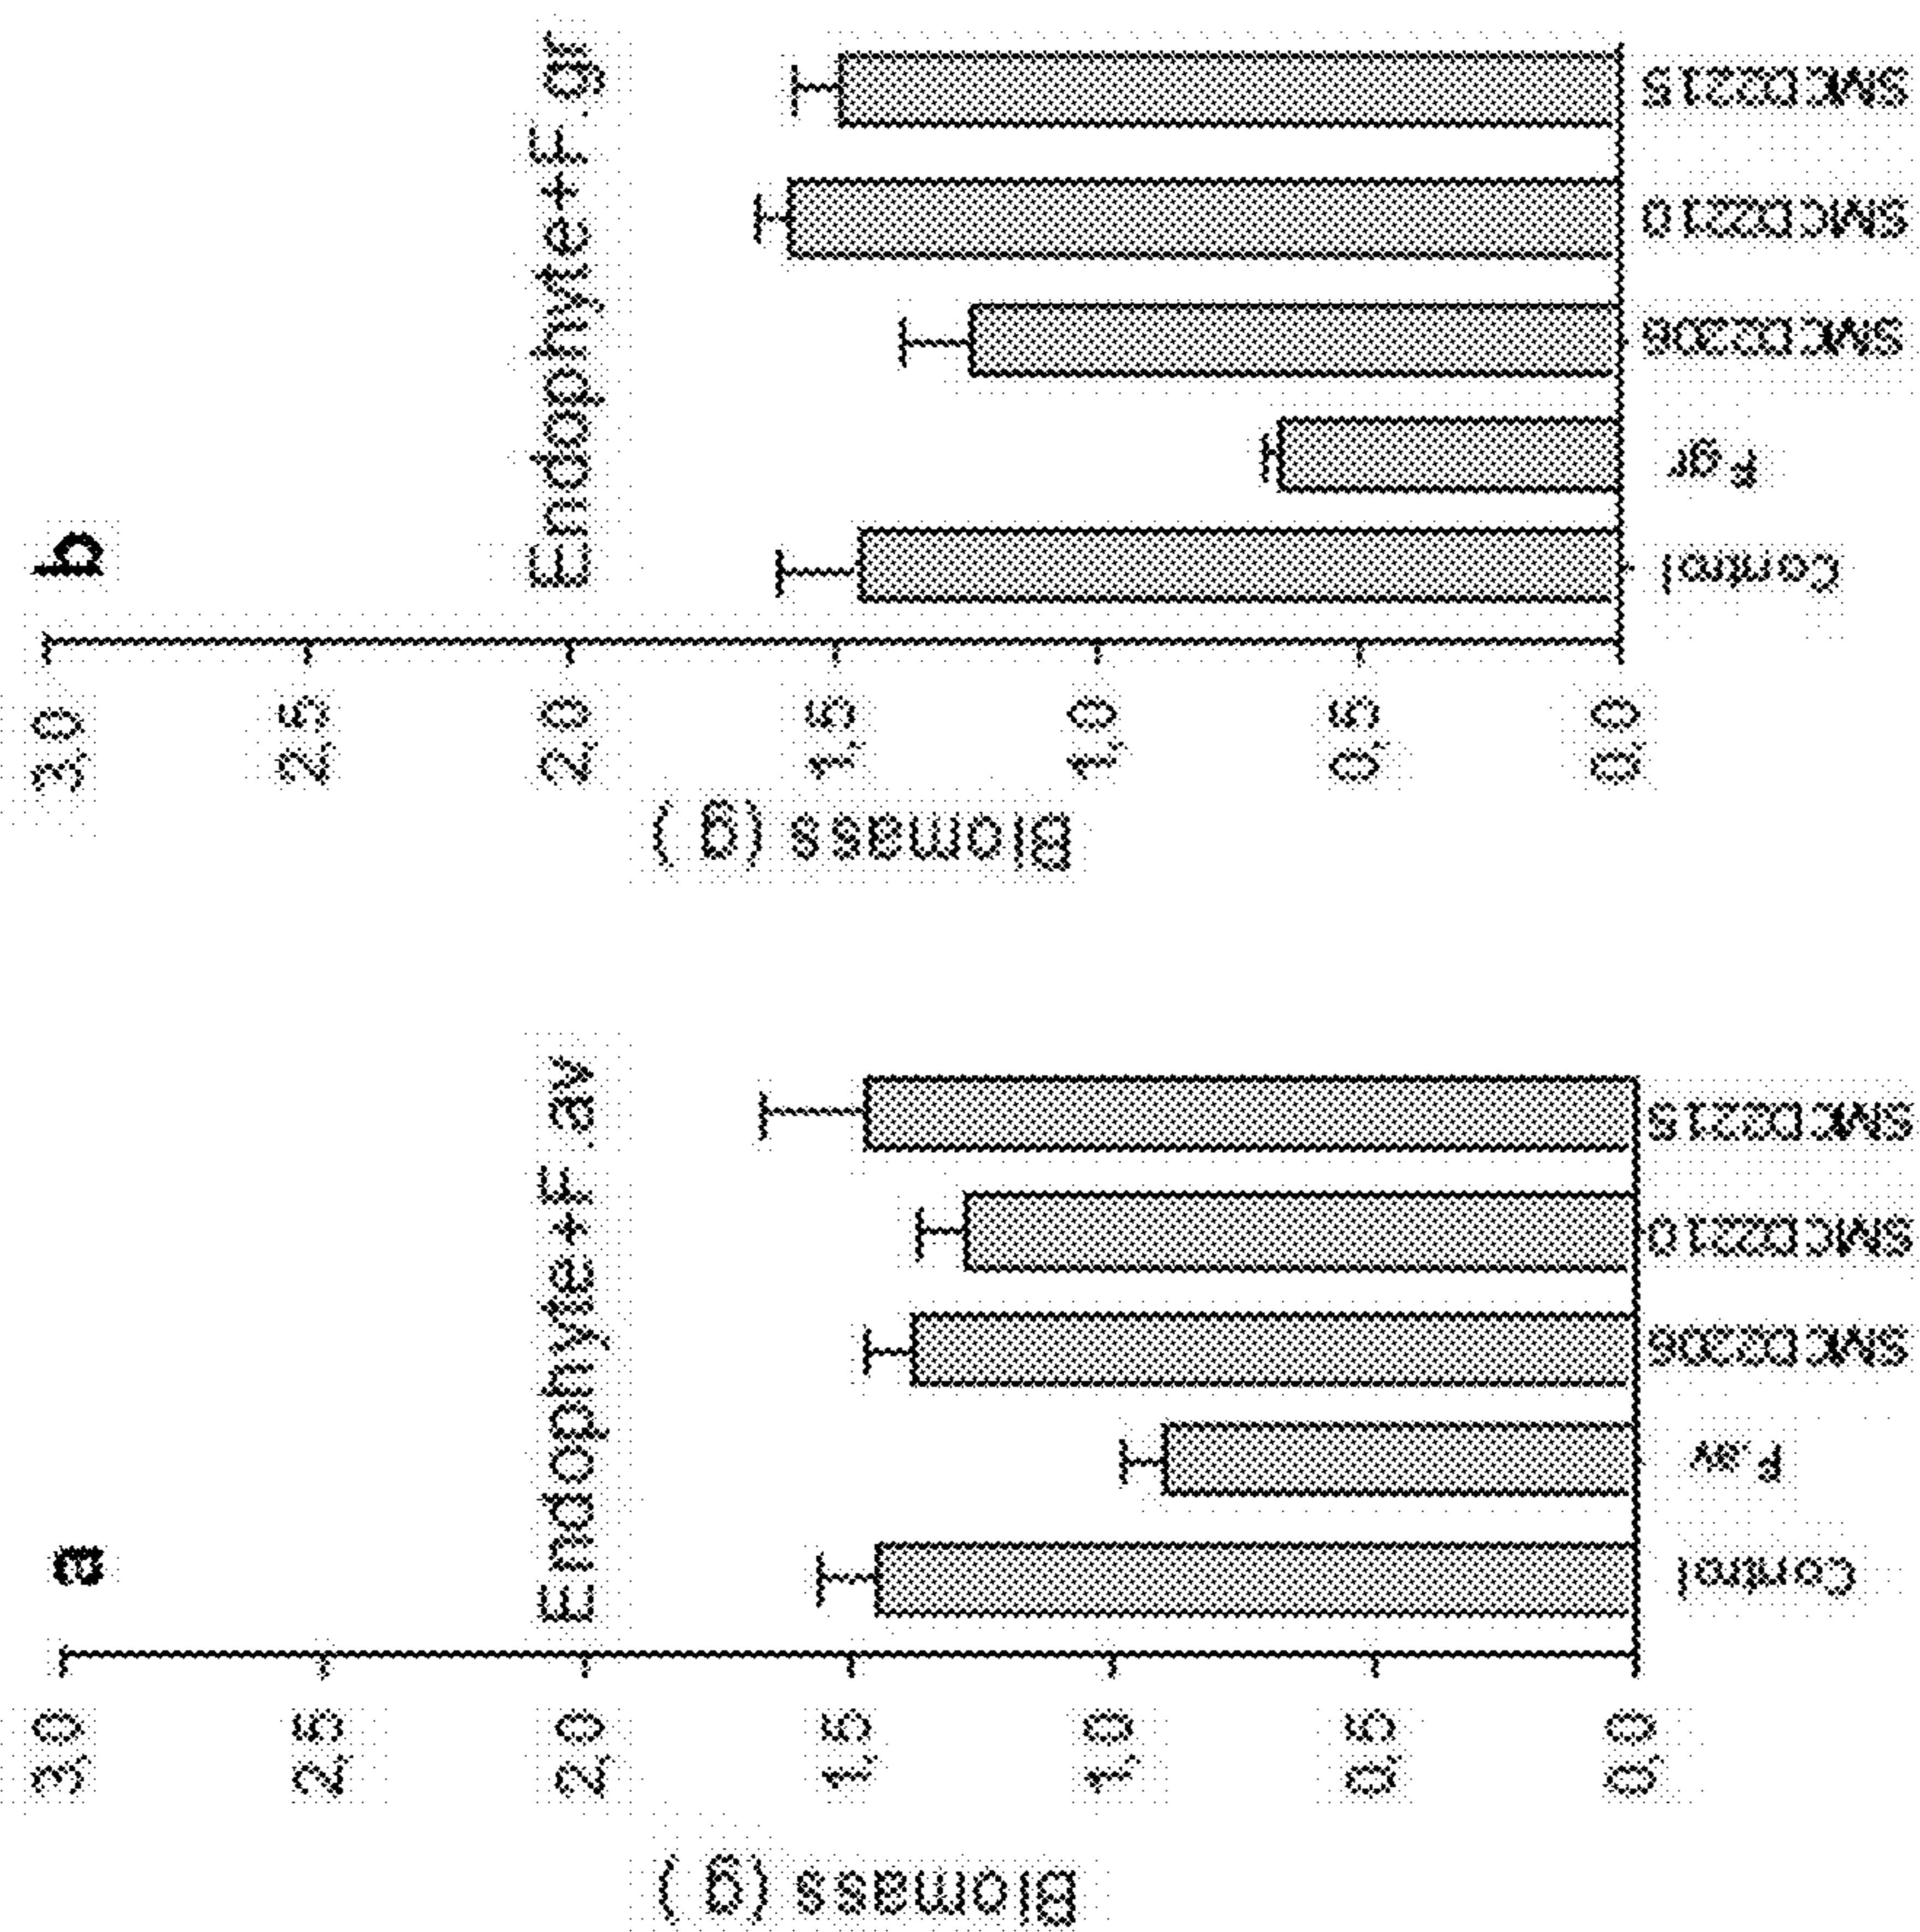 a
Endophyte+F.av
Biomass (g )
3.0
2.5
2.0
1.5
1.0
0.5
0.0
Control
F.av
SMCD2206
SMCD2210
SMCD2215
b
Endophyte+F.gr
Biomass (g )
3.0
2.5
2.0
1.5
1.0
0.5
0.0
Control
F.gr
SMCD2206
SMCD2210
SMCD2215